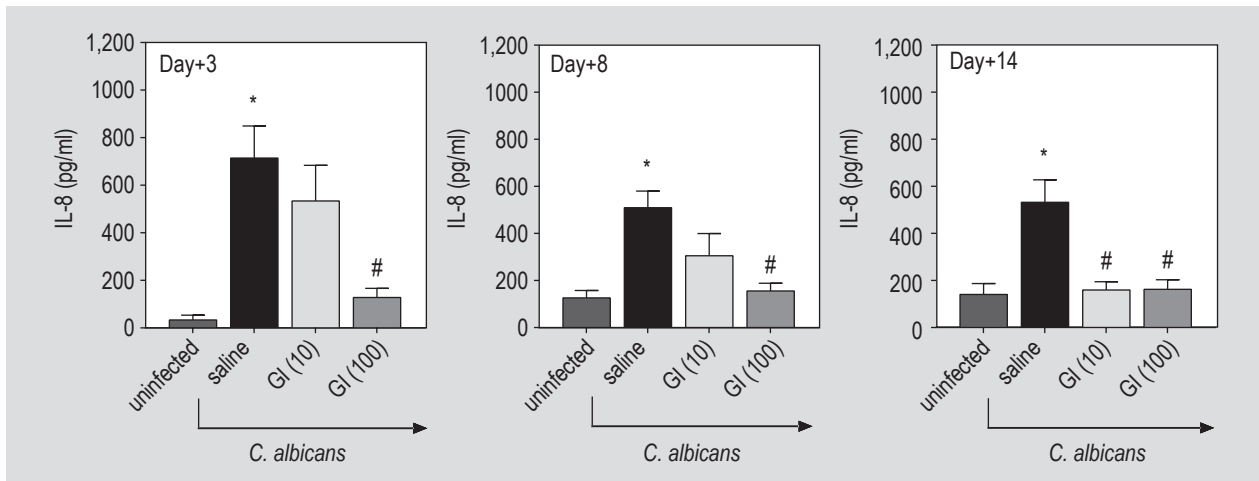 Day+3
IL-8 (pg/ml)
1,200
1000
800
600
400
200
0
*
#
uninfected
saline
GI (10)
GI (100)
C. albicans
Day+8
IL-8 (pg/ml)
1,200
1000
800
600
400
200
0
*
#
uninfected
saline
GI (10)
GI (100)
C. albicans
Day+14
IL-8 (pg/ml)
1,200
1000
800
600
400
200
0
*
#
#
uninfected
saline
GI (10)
GI (100)
C. albicans